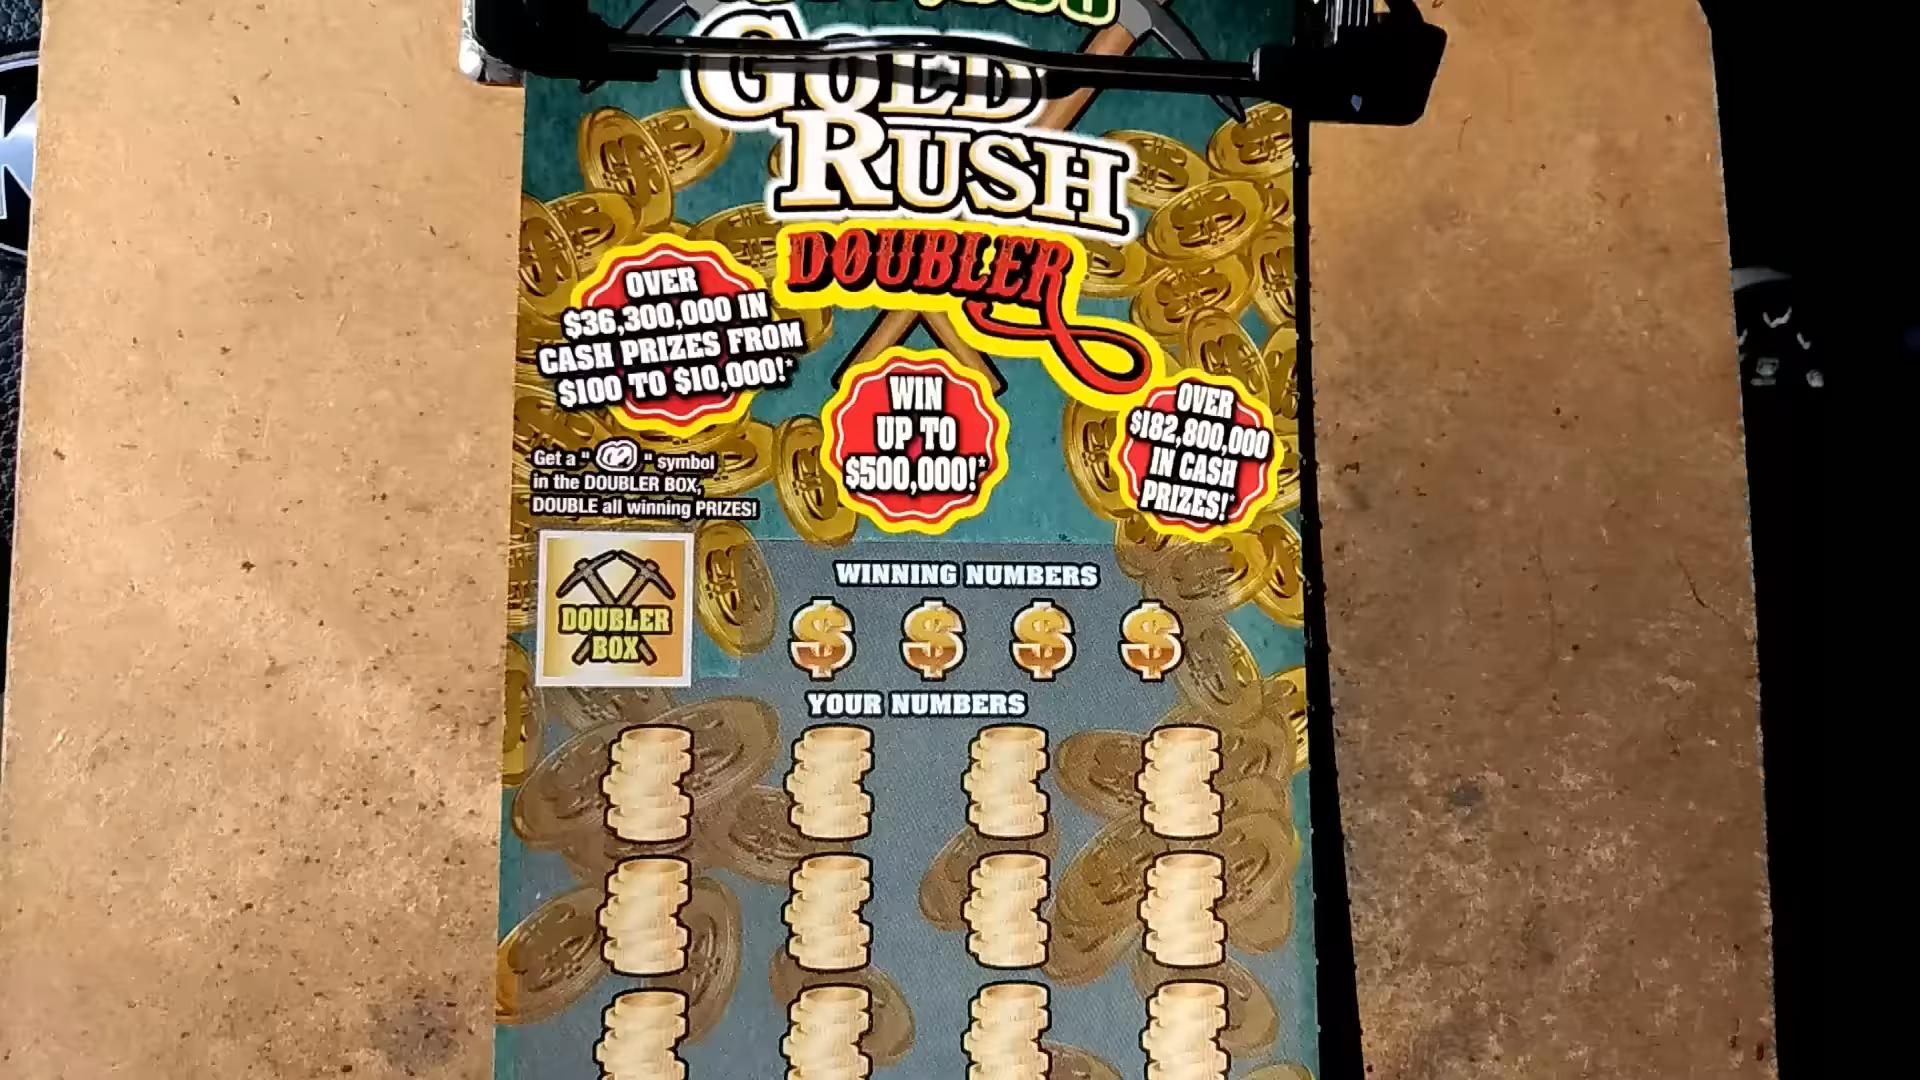 GOLD
RUSH
DOUBLER
OVER
$36,300,000 IN
CASH PRIZES FROM
$100 TO $10,000!*
WIN
UP TO
$500,000!*
OVER
$182,800,000
IN CASH
PRIZES!*
Get a " " symbol
in the DOUBLER BOX,
DOUBLE all winning PRIZES!
DOUBLER
BOX
WINNING NUMBERS
$ $ $ $
YOUR NUMBERS